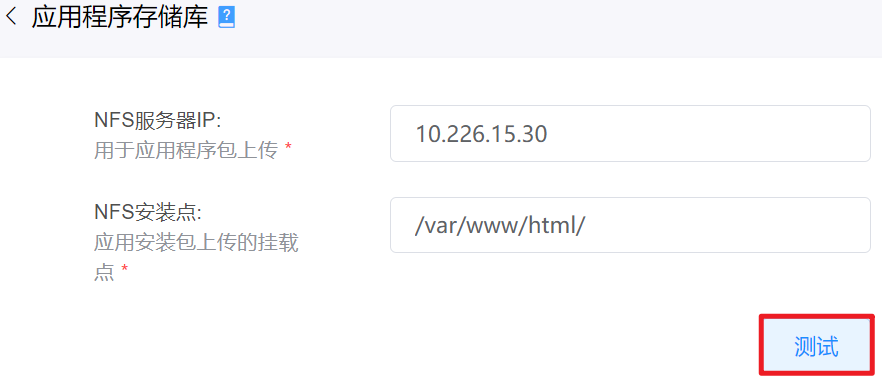 应用程序存储库
NFS服务器IP:
用于应用程序包上传 *
10.226.15.30
NFS安装点:
应用安装包上传的挂载
点 *
/var/www/html/
测试